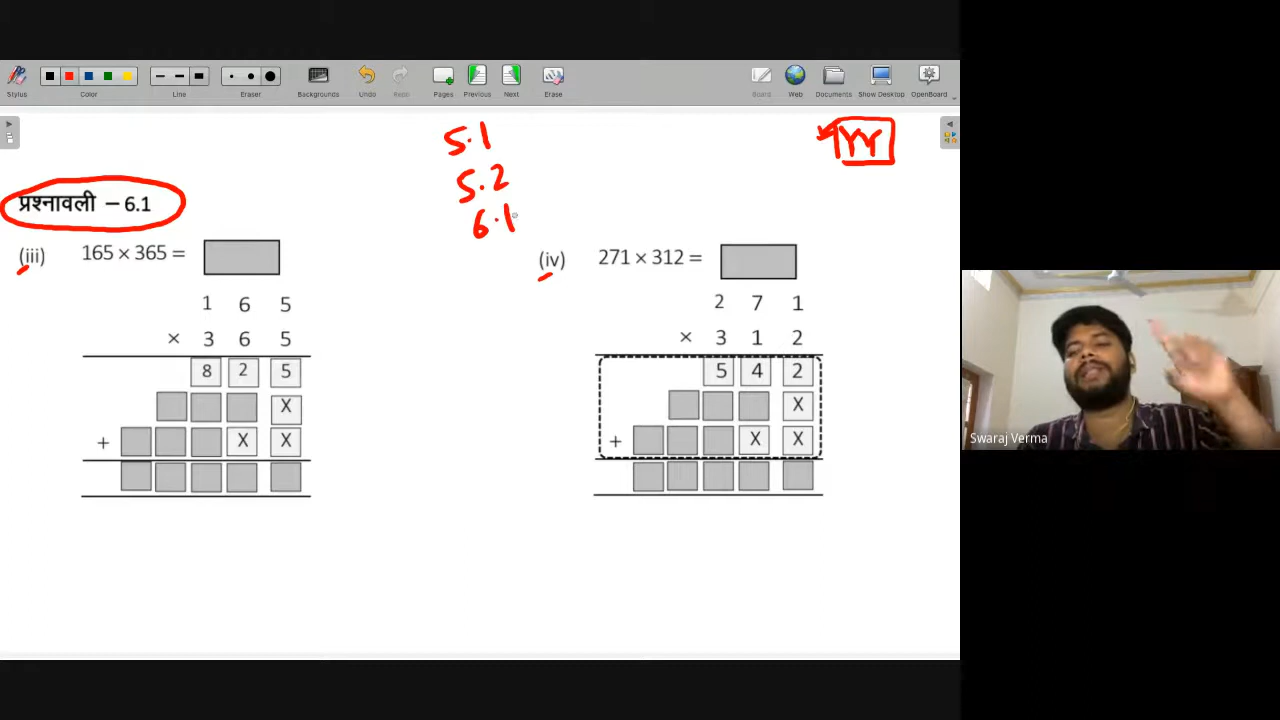 Stylus Color Line Eraser Backgrounds Undo Redo Pages Previous Next Erase Board Web Documents Show Desktop OpenBoard
5.1
5.2
6.1
प्रश्नावली – 6.1
(iii) 165 × 365 =
1 6 5
× 3 6 5
8 2 5
X
+ X X
(iv) 271 × 312 =
2 7 1
× 3 1 2
5 4 2
X
+ X X
Swaraj Verma